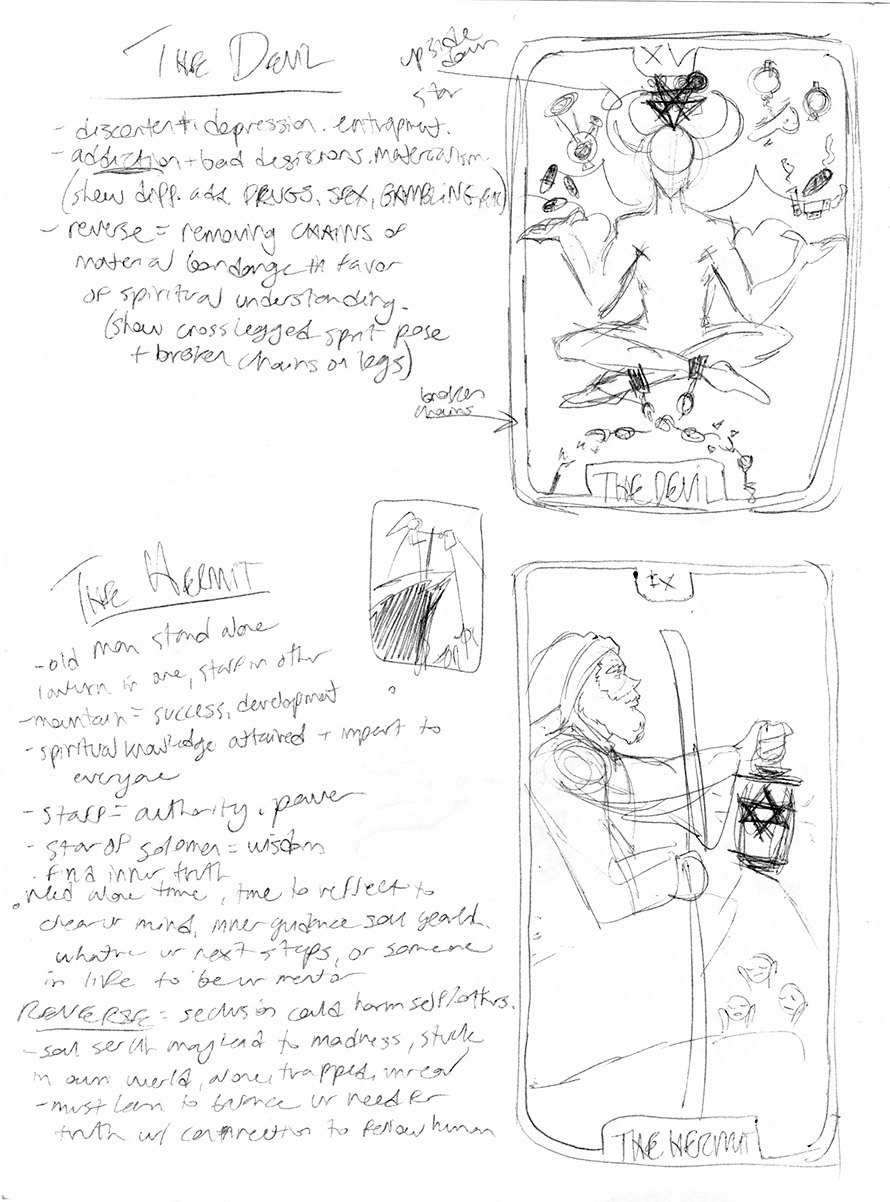 THE DEVIL
- discontent. depression. entrapment.
- addiction + bad desicions. materialism
(show diff. add. DRUGS, SEX, GAMBLING, etc)
- reverse = removing CHAINS of
material bondange in favor
of spiritual understanding.
(show cross legged spirit pose
+ broken chains on legs)
upside
down
star
XV
broken
chains
THE DEVIL
THE HERMIT
- old man stand alone
lantern in one, staff in other
- mountain = success, development
- spiritual knowledge attained + impart to
everyone
- staff = authority. power
- star of solomon = wisdom
. find inner truth
. need alone time, time to reflect to
clear ur mind, inner guidance soul
ur next steps, or someone
in life to be ur mentor
REVERSE = seclusion could harm self/others.
- soul search may lead to madness, stuck
in own world, alone, trapped, unreal
- must learn to balance ur need for
truth w/ connection to fellow human
IX
THE HERMIT